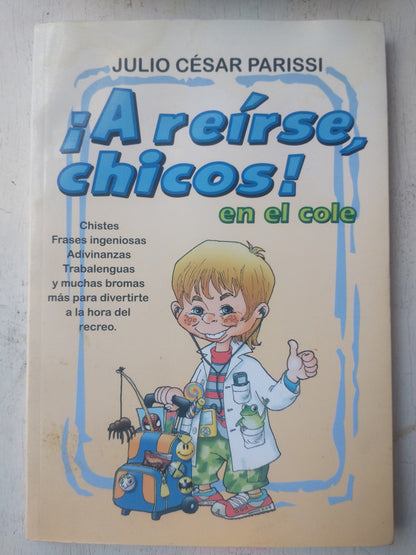 JULIO CÉSAR PARISSI
¡A reírse,
chicos!
en el cole
Chistes
Frases ingeniosas
Adivinanzas
Trabalenguas
y muchas bromas
más para divertirte
a la hora del
recreo.